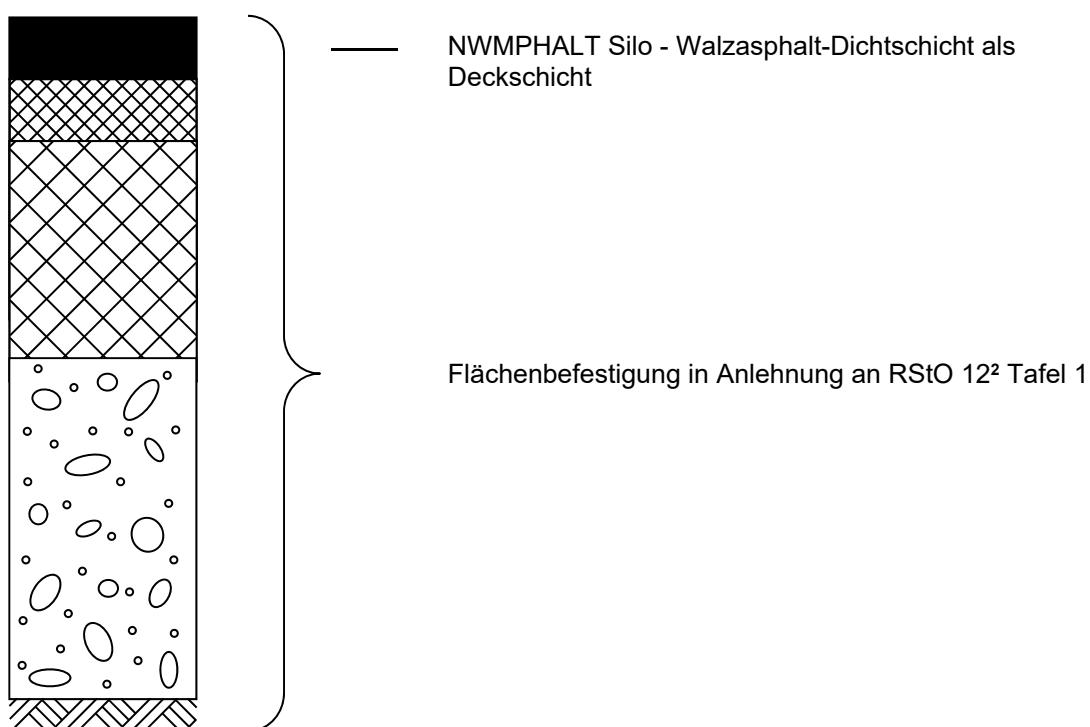 NWMPHALT Silo - Walzasphalt-Dichtschicht als
Deckschicht
Flächenbefestigung in Anlehnung an RStO 12² Tafel 1